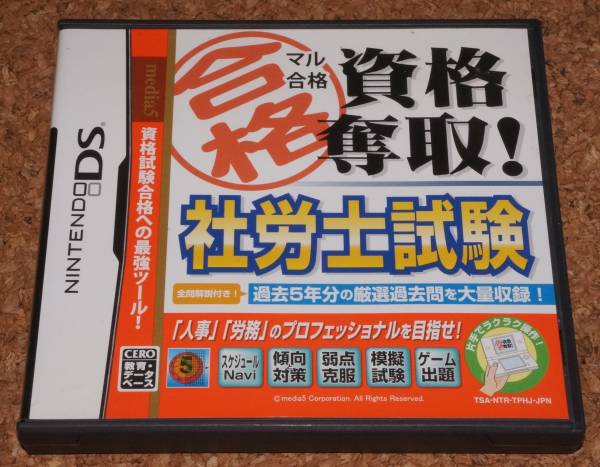 NINTENDO DS
media5
資格試験合格への最強ツール!
CERO
教育・データベース
合格
マル合格
資格
奪取!
社労士試験
全問解説付き!
過去5年分の厳選過去問を大量収録!
「人事」「労務」のプロフェッショナルを目指せ!
5
スケジュールNavi
傾向対策
弱点克服
模擬試験
ゲーム出題
片手でラクラク操作!
TSA-NTR-TPHJ-JPN
©media5 Corporation. All Rights Reserved.